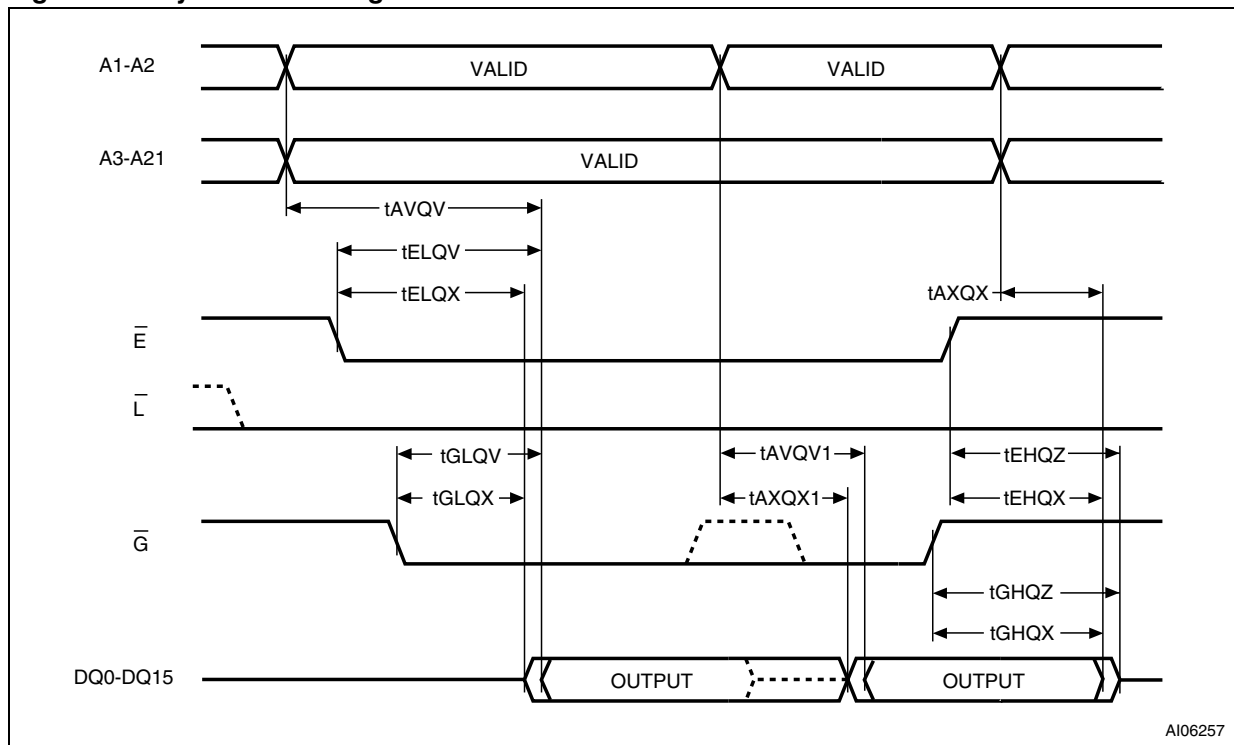 A1-A2
VALID
VALID
A3-A21
VALID
tAVQV
tELQV
tELQX
tAXQX
E
L
tGLQV
tAVQV1
tEHQZ
tGLQX
tAXQX1
tEHQX
G
tGHQZ
tGHQX
DQ0-DQ15
OUTPUT
OUTPUT
AI06257